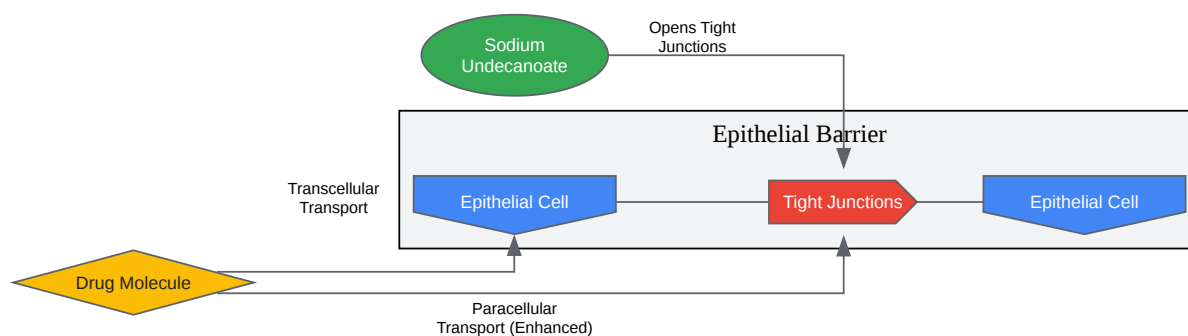 Sodium
Undecanoate
Opens Tight
Junctions
Epithelial Barrier
Transcellular
Transport
Epithelial Cell
Tight Junctions
Epithelial Cell
Drug Molecule
Paracellular
Transport (Enhanced)